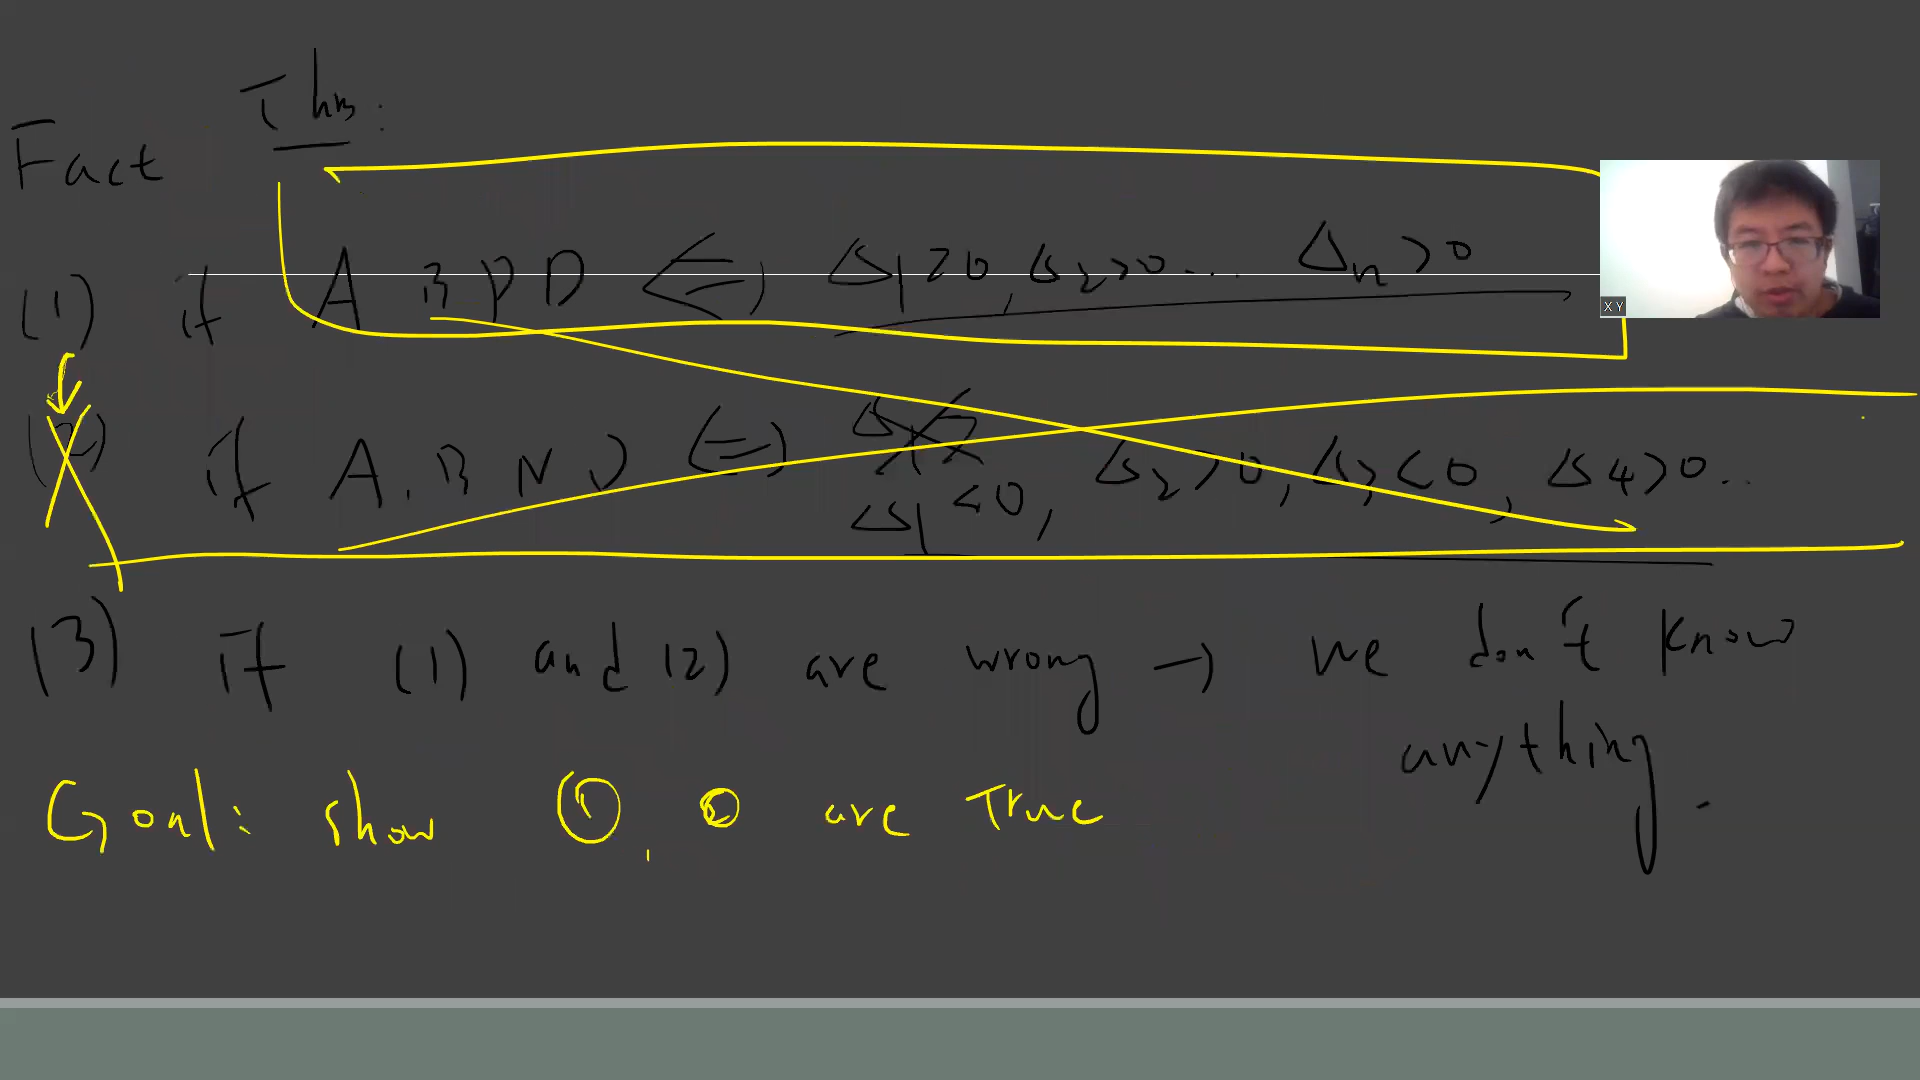 Thm:
Fact
(1) if A is PD <=> Δ1>0, Δ2>0... Δn>0
X Y
(2) if A is ND <=> Δ1<0, Δ2>0, Δ3<0, Δ4>0..
(3) if (1) and (2) are wrong → we don't know
anything.
Goal: show ①, ② are True